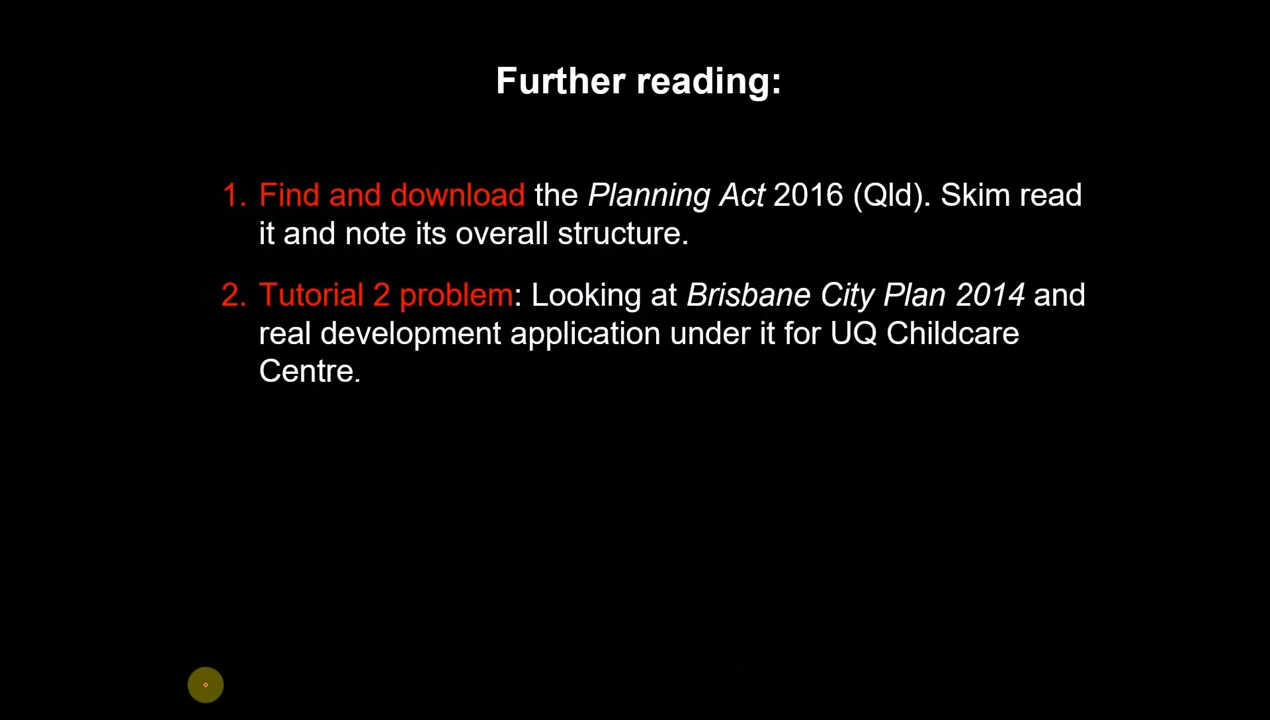 Further reading:
1. Find and download the Planning Act 2016 (Qld). Skim read
it and note its overall structure.
2. Tutorial 2 problem: Looking at Brisbane City Plan 2014 and
real development application under it for UQ Childcare
Centre.